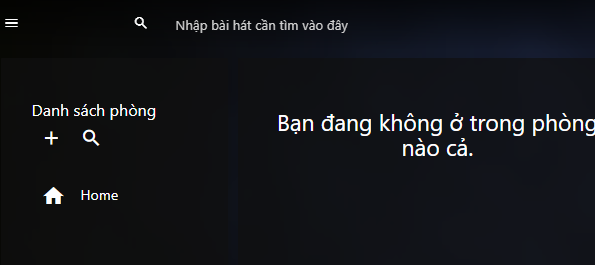 Nhập bài hát cần tìm vào đây
Danh sách phòng
Home
Bạn đang không ở trong phòng
nào cả.